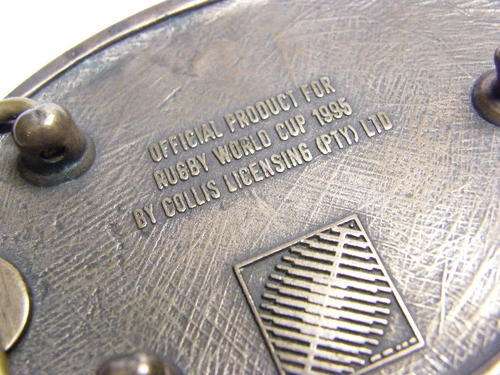 OFFICIAL PRODUCT FOR
RUGBY WORLD CUP 1995
BY COLLIS LICENSING (PTY) LTD